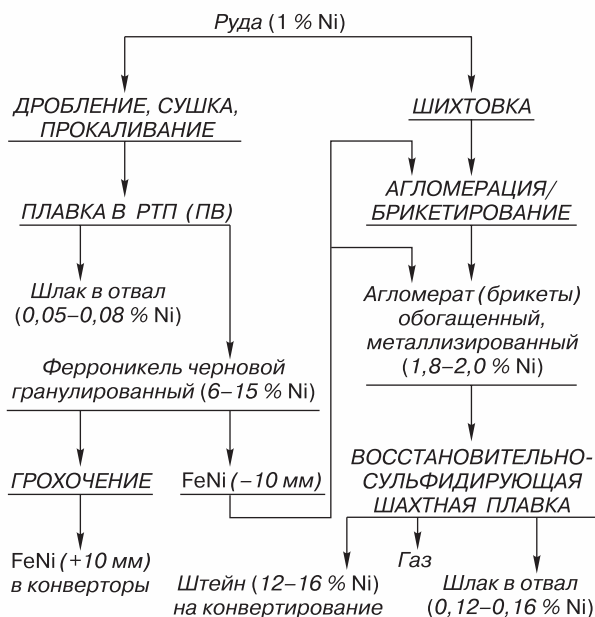 Руда (1 % Ni)
ДРОБЛЕНИЕ, СУШКА,
ПРОКАЛИВАНИЕ
ШИХТОВКА
ПЛАВКА В РТП (ПВ)
АГЛОМЕРАЦИЯ/
БРИКЕТИРОВАНИЕ
Шлак в отвал
(0,05–0,08 % Ni)
Агломерат (брикеты)
обогащенный,
металлизированный
(1,8–2,0 % Ni)
Ферроникель черновой
гранулированный (6–15 % Ni)
ГРОХОЧЕНИЕ
FeNi (–10 мм)
ВОССТАНОВИТЕЛЬНО-
СУЛЬФИДИРУЮЩАЯ
ШАХТНАЯ ПЛАВКА
FeNi (+10 мм)
в конверторы
Штейн (12–16 % Ni)
на конвертирование
Газ
Шлак в отвал
(0,12–0,16 % Ni)